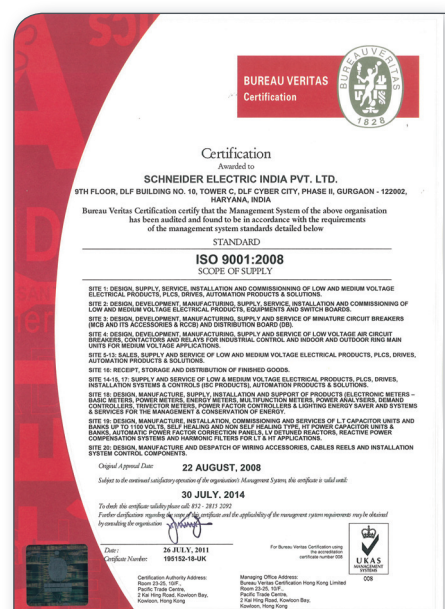 BUREAU VERITAS
Certification
BUREAU VERITAS
1828
Certification
Awarded to
SCHNEIDER ELECTRIC INDIA PVT. LTD.
9TH FLOOR, DLF BUILDING NO. 10, TOWER C, DLF CYBER CITY, PHASE II, GURGAON - 122002,
HARYANA, INDIA
Bureau Veritas Certification certify that the Management System of the above organisation
has been audited and found to be in accordance with the requirements
of the management system standards detailed below
STANDARD
ISO 9001:2008
SCOPE OF SUPPLY
SITE 1: DESIGN, SUPPLY, SERVICE, INSTALLATION AND COMMISSIONNING OF LOW AND MEDIUM VOLTAGE
ELECTRICAL PRODUCTS, PLCS, DRIVES, AUTOMATION PRODUCTS & SOLUTIONS.
SITE 2: DESIGN, DEVELOPMENT, MANUFACTURING, SUPPLY, SERVICE, INSTALLATION AND COMMISSIONING OF
LOW AND MEDIUM VOLTAGE ELECTRICAL PRODUCTS, EQUIPMENTS AND SWITCH BOARDS.
SITE 3: DESIGN, DEVELOPMENT, MANUFACTURING, SUPPLY AND SERVICE OF MINIATURE CIRCUIT BREAKERS
(MCB AND ITS ACCESSORIES & RCCB) AND DISTRIBUTION BOARD (DB).
SITE 4: DESIGN, DEVELOPMENT, MANUFACTURING, SUPPLY AND SERVICE OF LOW VOLTAGE AIR CIRCUIT
BREAKERS, CONTACTORS AND RELAYS FOR INDUSTRIAL CONTROL AND INDOOR AND OUTDOOR RING MAIN
UNITS FOR MEDIUM VOLTAGE APPLICATIONS.
SITE 5-13: SALES, SUPPLY AND SERVICE OF LOW AND MEDIUM VOLTAGE ELECTRICAL PRODUCTS, PLCS, DRIVES,
AUTOMATION PRODUCTS & SOLUTIONS.
SITE 16: RECEIPT, STORAGE AND DISTRIBUTION OF FINISHED GOODS.
SITE 14-15, 17: SUPPLY AND SERVICE OF LOW & MEDIUM VOLTAGE ELECTRICAL PRODUCTS, PLCS, DRIVES,
INSTALLATION SYSTEMS & CONTROLS (ISC PRODUCTS), AUTOMATION PRODUCTS & SOLUTIONS.
SITE 18: DESIGN, MANUFACTURE, SUPPLY, INSTALLATION AND SUPPORT OF PRODUCTS (ELECTRONIC METERS –
BASIC METERS, POWER METERS, ENERGY METERS, MULTIFUNCTION METERS, POWER ANALYSERS, DEMAND
CONTROLLERS, TRIVECTOR METERS, POWER FACTOR CONTROLLERS & LIGHTING ENERGY SAVER AND SYSTEMS
& SERVICES FOR THE MANAGEMENT & CONSERVATION OF ENERGY.
SITE 19: DESIGN, MANUFACTURE, INSTALLATION, COMMISSIONING AND SERVICES OF L.T CAPACITOR UNITS AND
BANKS UP TO 1100 VOLTS, SELF HEALING AND NON SELF HEALING TYPE, HT POWER CAPACITOR UNITS &
BANKS, AUTOMATIC POWER FACTOR CORRECTION PANELS, LV DETUNED REACTORS, REACTIVE POWER
COMPENSATION SYSTEMS AND HARMONIC FILTERS FOR LT & HT APPLICATIONS.
SITE 20: DESIGN, MANUFACTURE AND DESPATCH OF WIRING ACCESSORIES, CABLES REELS AND INSTALLATION
SYSTEM CONTROL COMPONENTS.
Original Approval Date: 22 AUGUST, 2008
Subject to the continued satisfactory operation of the organisation's Management System, this certificate is valid until:
30 JULY. 2014
To check this certificate validity please call: 852 - 2815 3292
Further clarifications regarding the scope of this certificate and the applicability of the management system requirements may be obtained
by consulting the organisation
Date : 26 JULY, 2011
Certificate Number: 195152-18-UK
For Bureau Veritas Certification using
the accreditation
certificate number 008
UKAS
MANAGEMENT
SYSTEMS
008
Certification Authority Address:
Room 23-25, 10/F.,
Pacific Trade Centre,
2 Kai Hing Road, Kowloon Bay,
Kowloon, Hong Kong
Managing Office Address:
Bureau Veritas Certification Hong Kong Limited
Room 23-25, 10/F.,
Pacific Trade Centre,
2 Kai Hing Road, Kowloon Bay,
Kowloon, Hong Kong